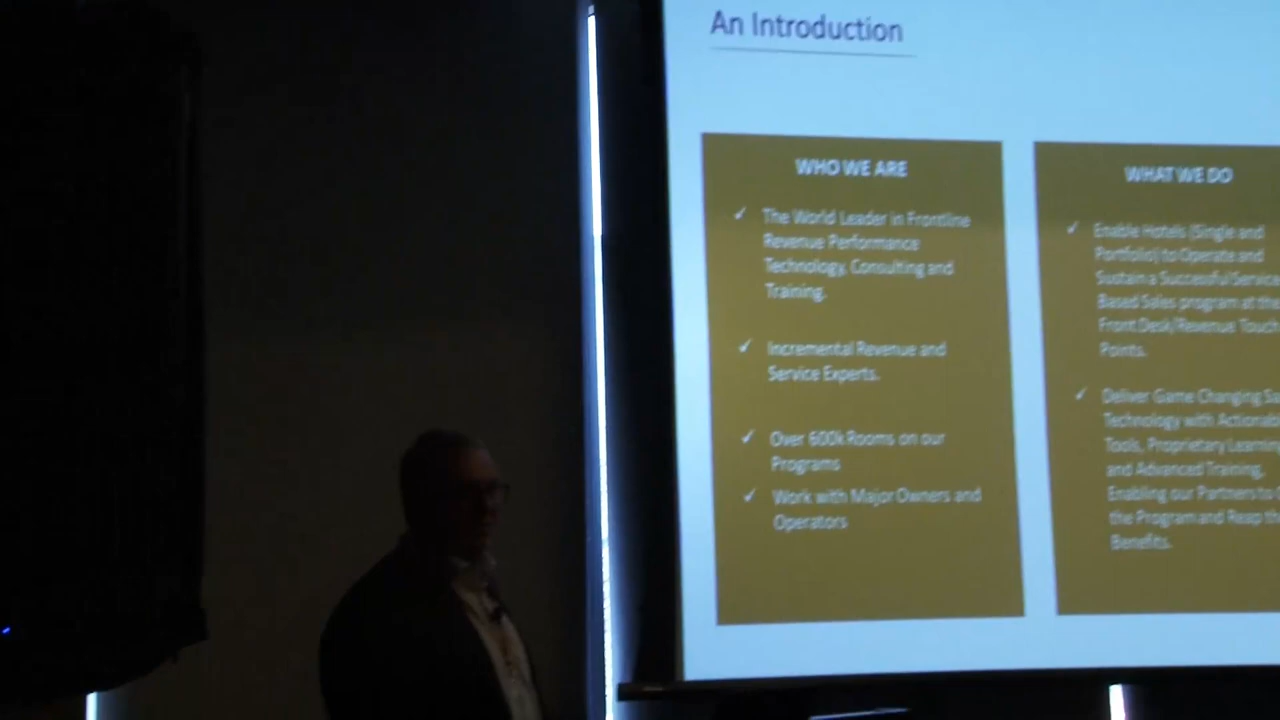 An Introduction
WHO WE ARE
✓ The World Leader in Frontline
Revenue Performance
Technology, Consulting and
Training.
✓ Incremental Revenue and
Service Experts.
✓ Over 600k Rooms on our
Programs
✓ Work with Major Owners and
Operators
WHAT WE DO
✓ Enable Hotels (Single and
Portfolio) to Operate and
Sustain a Successful Service
Based Sales program at the
Front Desk/Revenue Touch
Points.
✓ Deliver Game Changing
Technology with
Tools, Proprietary
and Advanced Training,
Enabling our Partners to
the Program and Reap
Benefits.